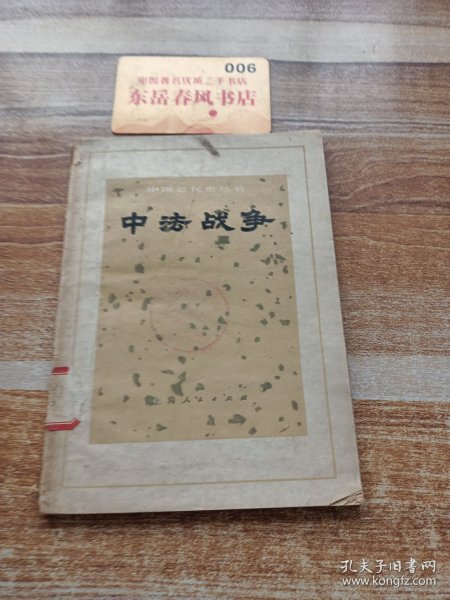 006
中国著名优质二手书店
东岳春风书店
中国近代史丛书
中法战争
上海人民出版社
孔夫子旧书网
www.kongfz.com